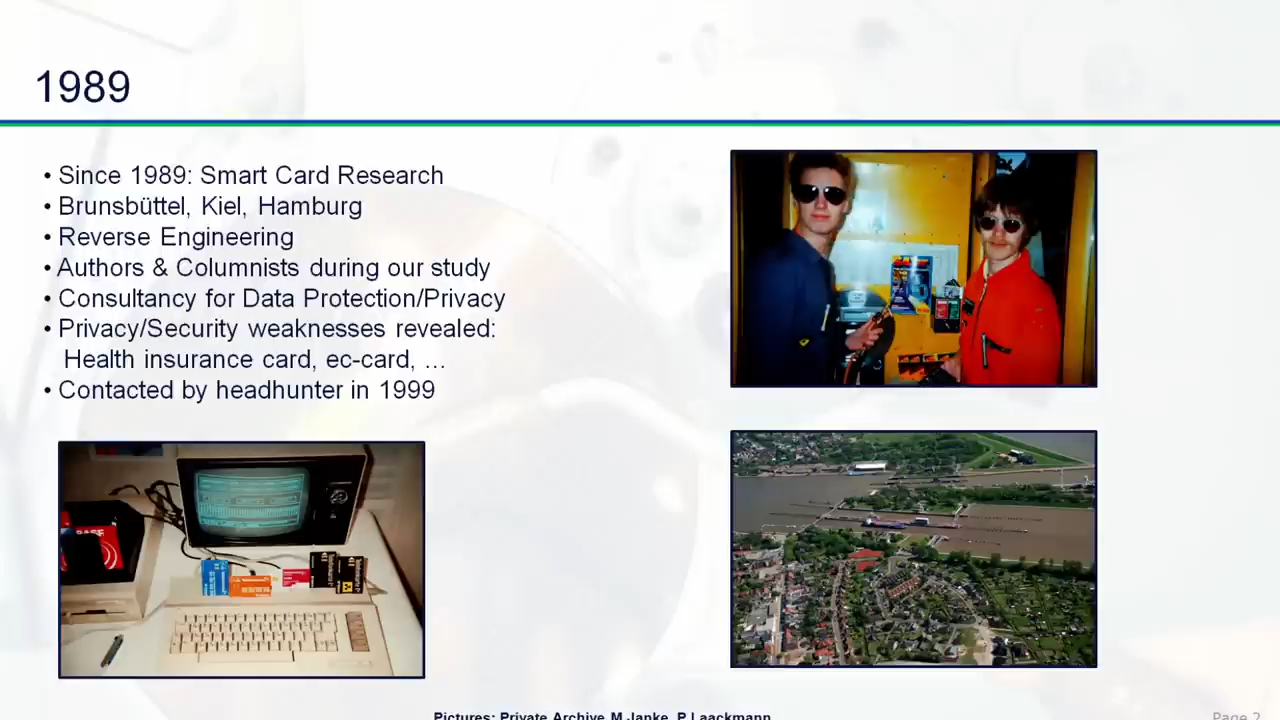 1989
• Since 1989: Smart Card Research
• Brunsbüttel, Kiel, Hamburg
• Reverse Engineering
• Authors & Columnists during our study
• Consultancy for Data Protection/Privacy
• Privacy/Security weaknesses revealed:
Health insurance card, ec-card, ...
• Contacted by headhunter in 1999
BASF
Pictures: Private Archive M.Janke, P.Laackmann
Page 2